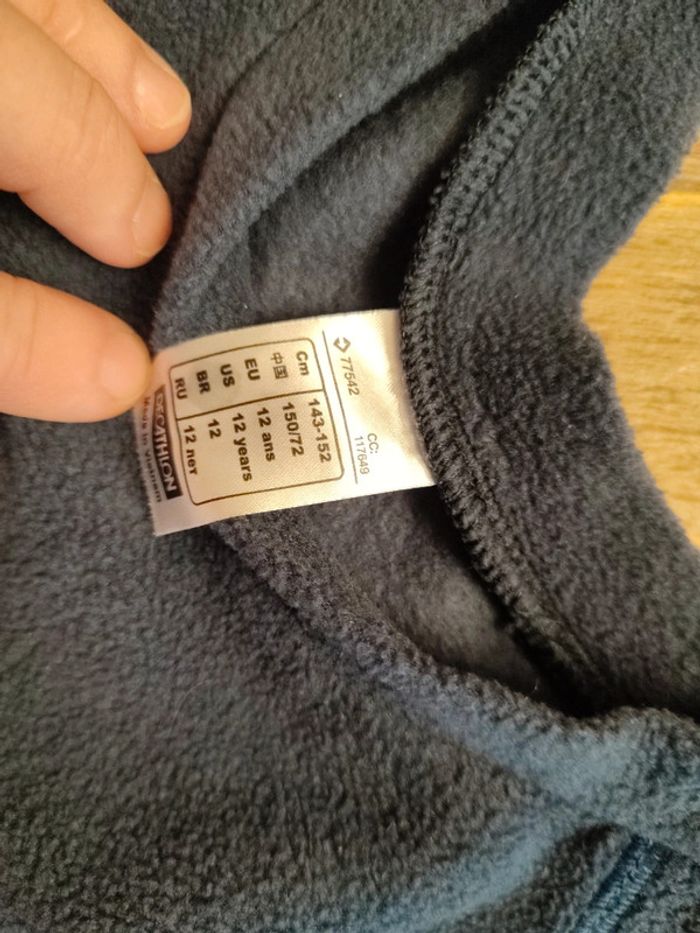 77542
CC:
117649
Cm 143-152
中国 150/72
EU 12 ans
US 12 years
BR 12
RU 12 лет
DECATHLON
Made in Vietnam